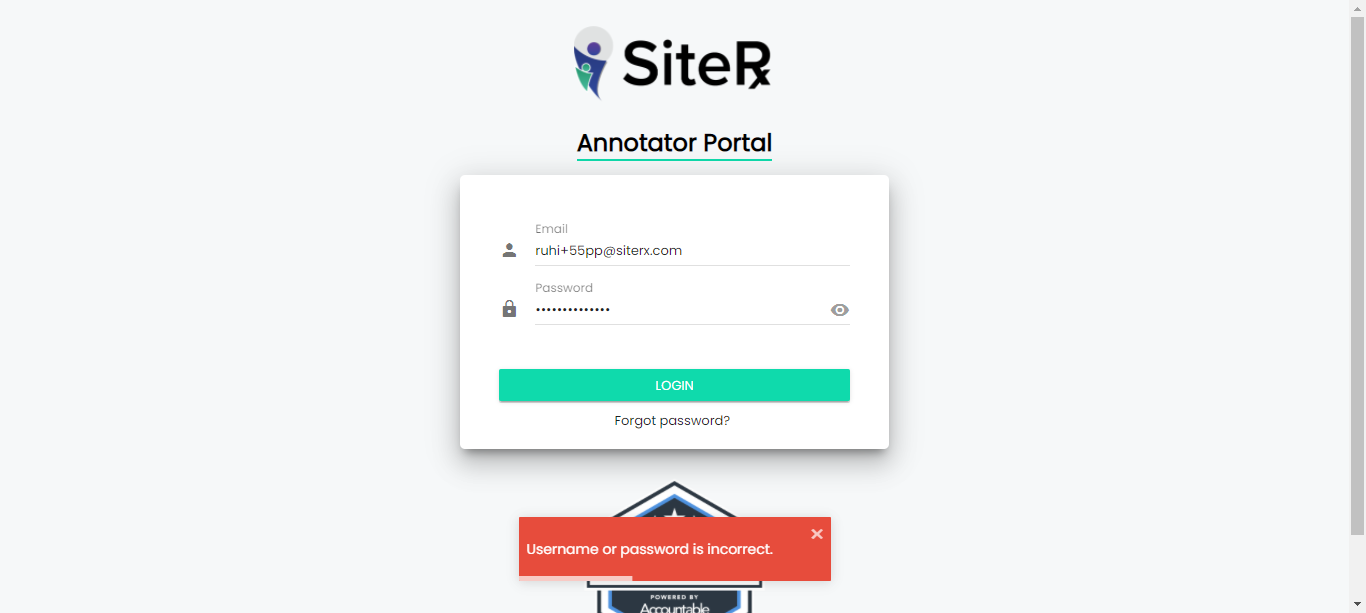 SiteRx
Annotator Portal
Email
ruhi+55pp@siterx.com
Password
••••••••••••••
LOGIN
Forgot password?
Username or password is incorrect.
POWERED BY
Accountable